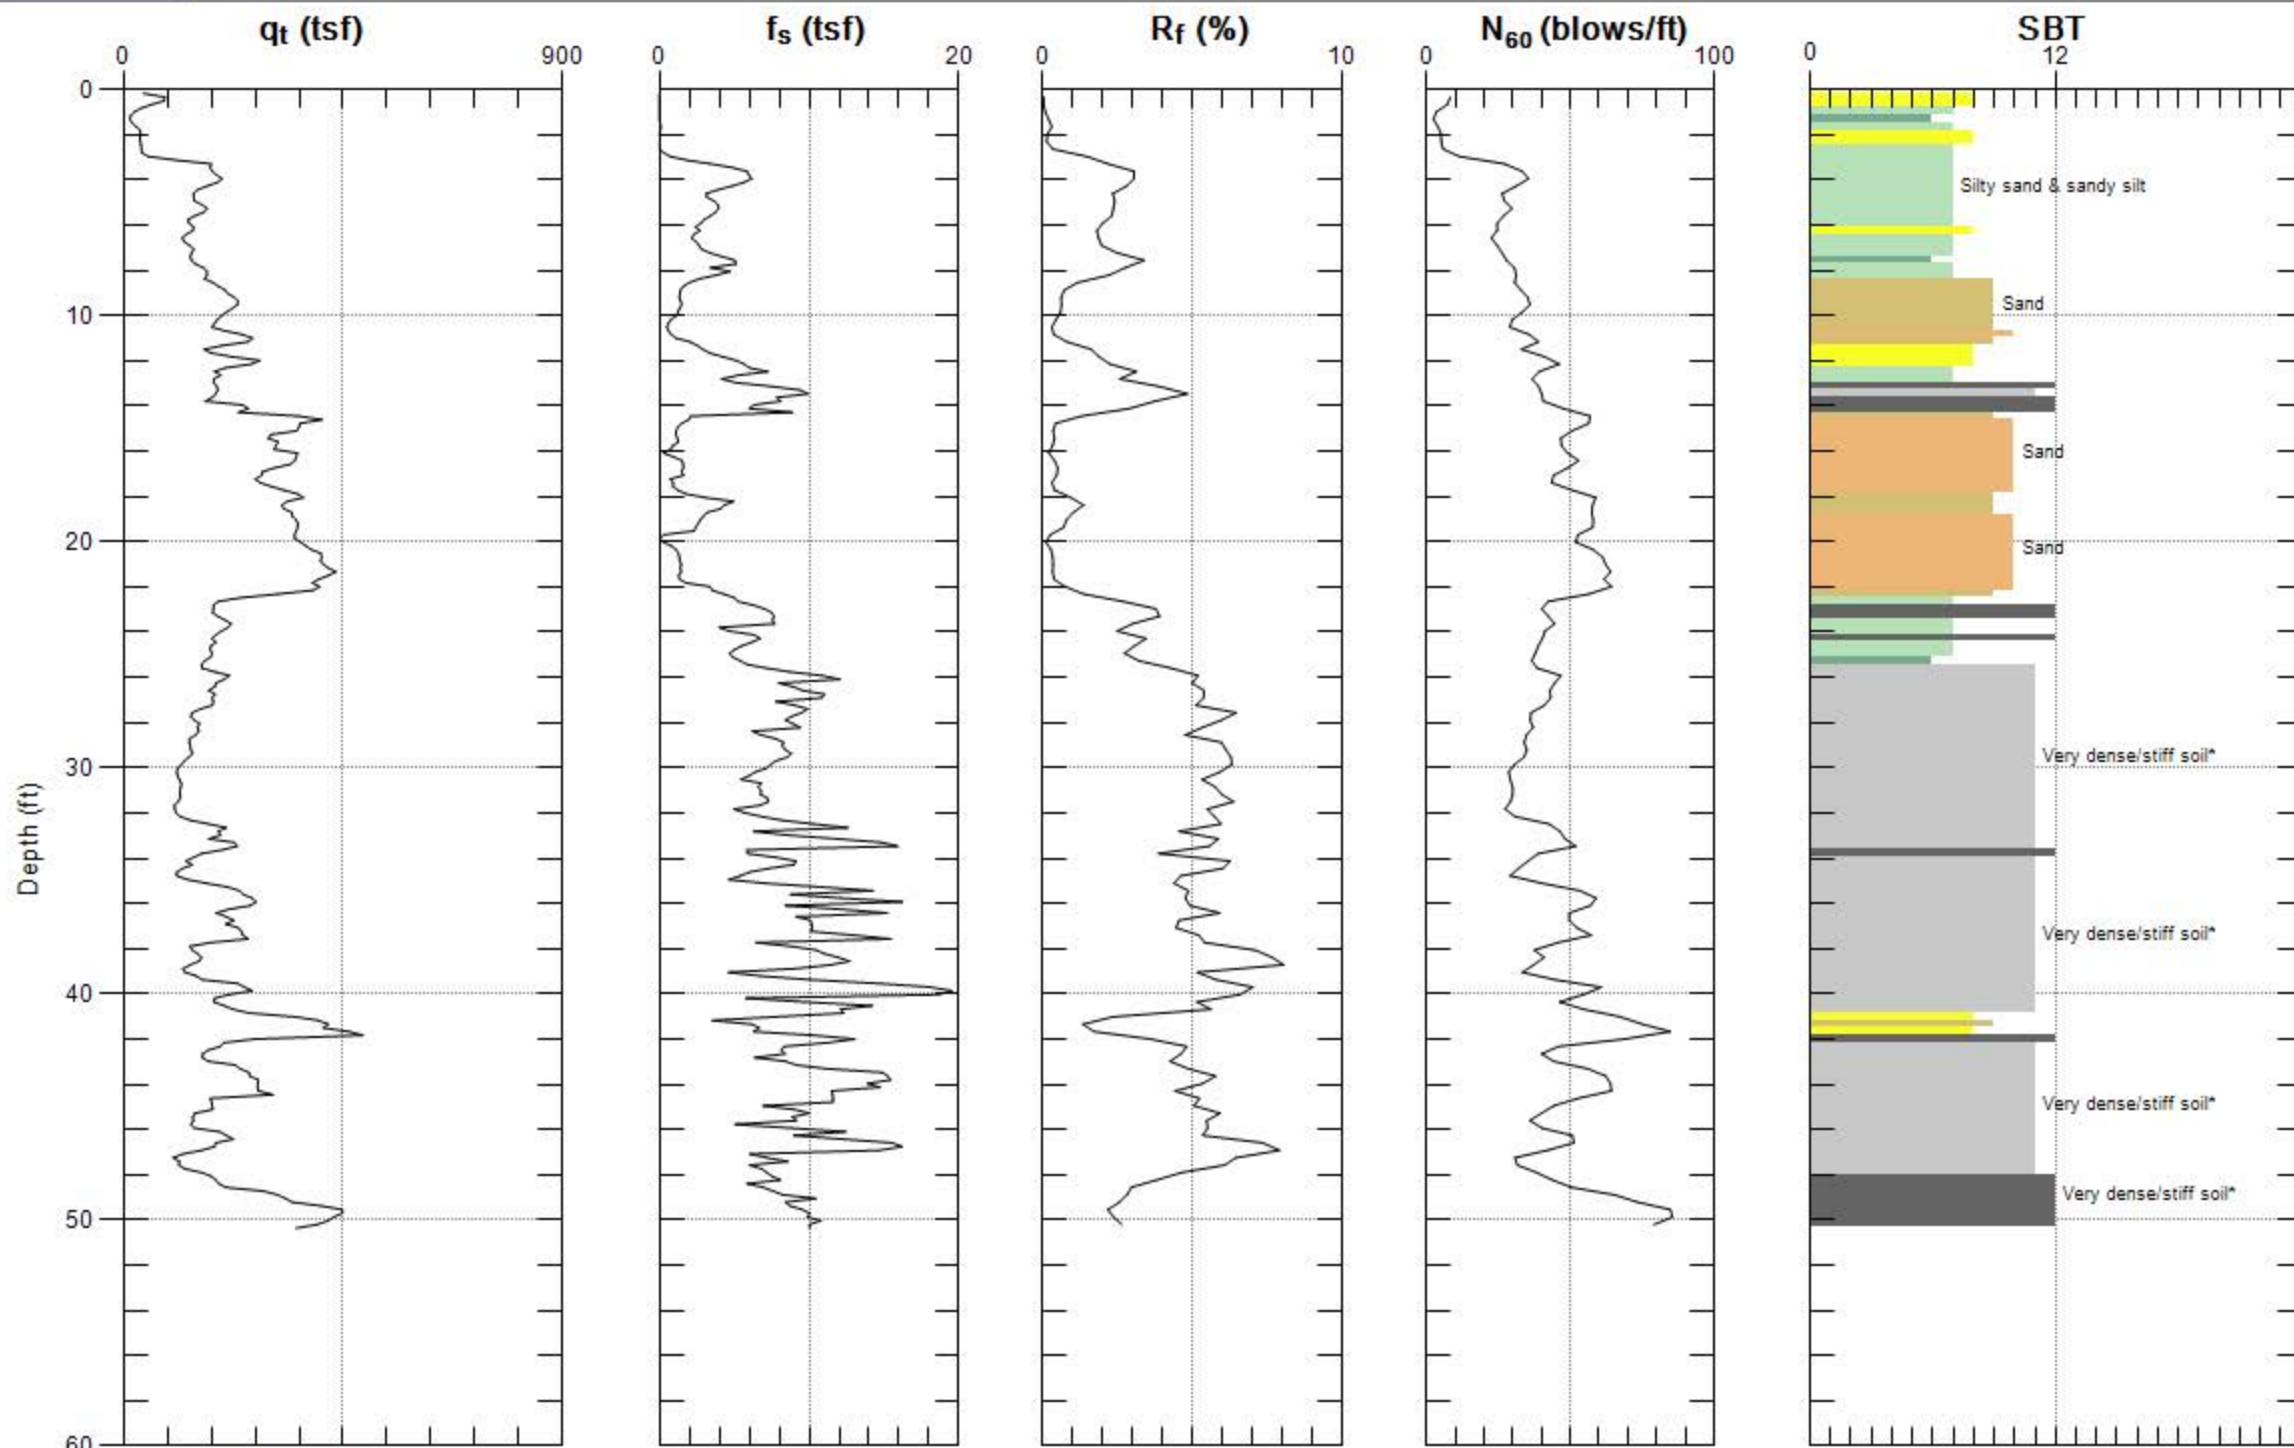 qt (tsf) fs (tsf) Rf (%) N60 (blows/ft) SBT
0 900 0 20 0 10 0 100 0 12
0
Silty sand & sandy silt
Sand
10
Sand
20
Sand
30
Very dense/stiff soil*
Depth (ft)
Very dense/stiff soil*
40
Very dense/stiff soil*
Very dense/stiff soil*
50
60